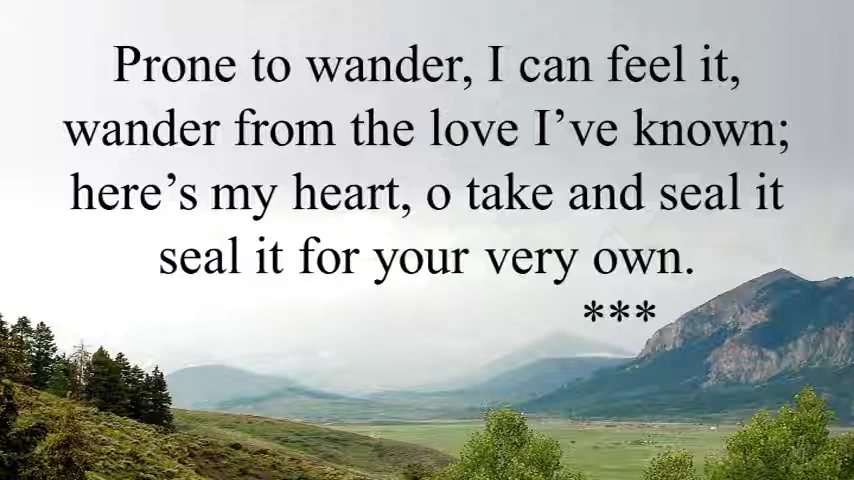 Prone to wander, I can feel it,
wander from the love I’ve known;
here’s my heart, o take and seal it
seal it for your very own.
***